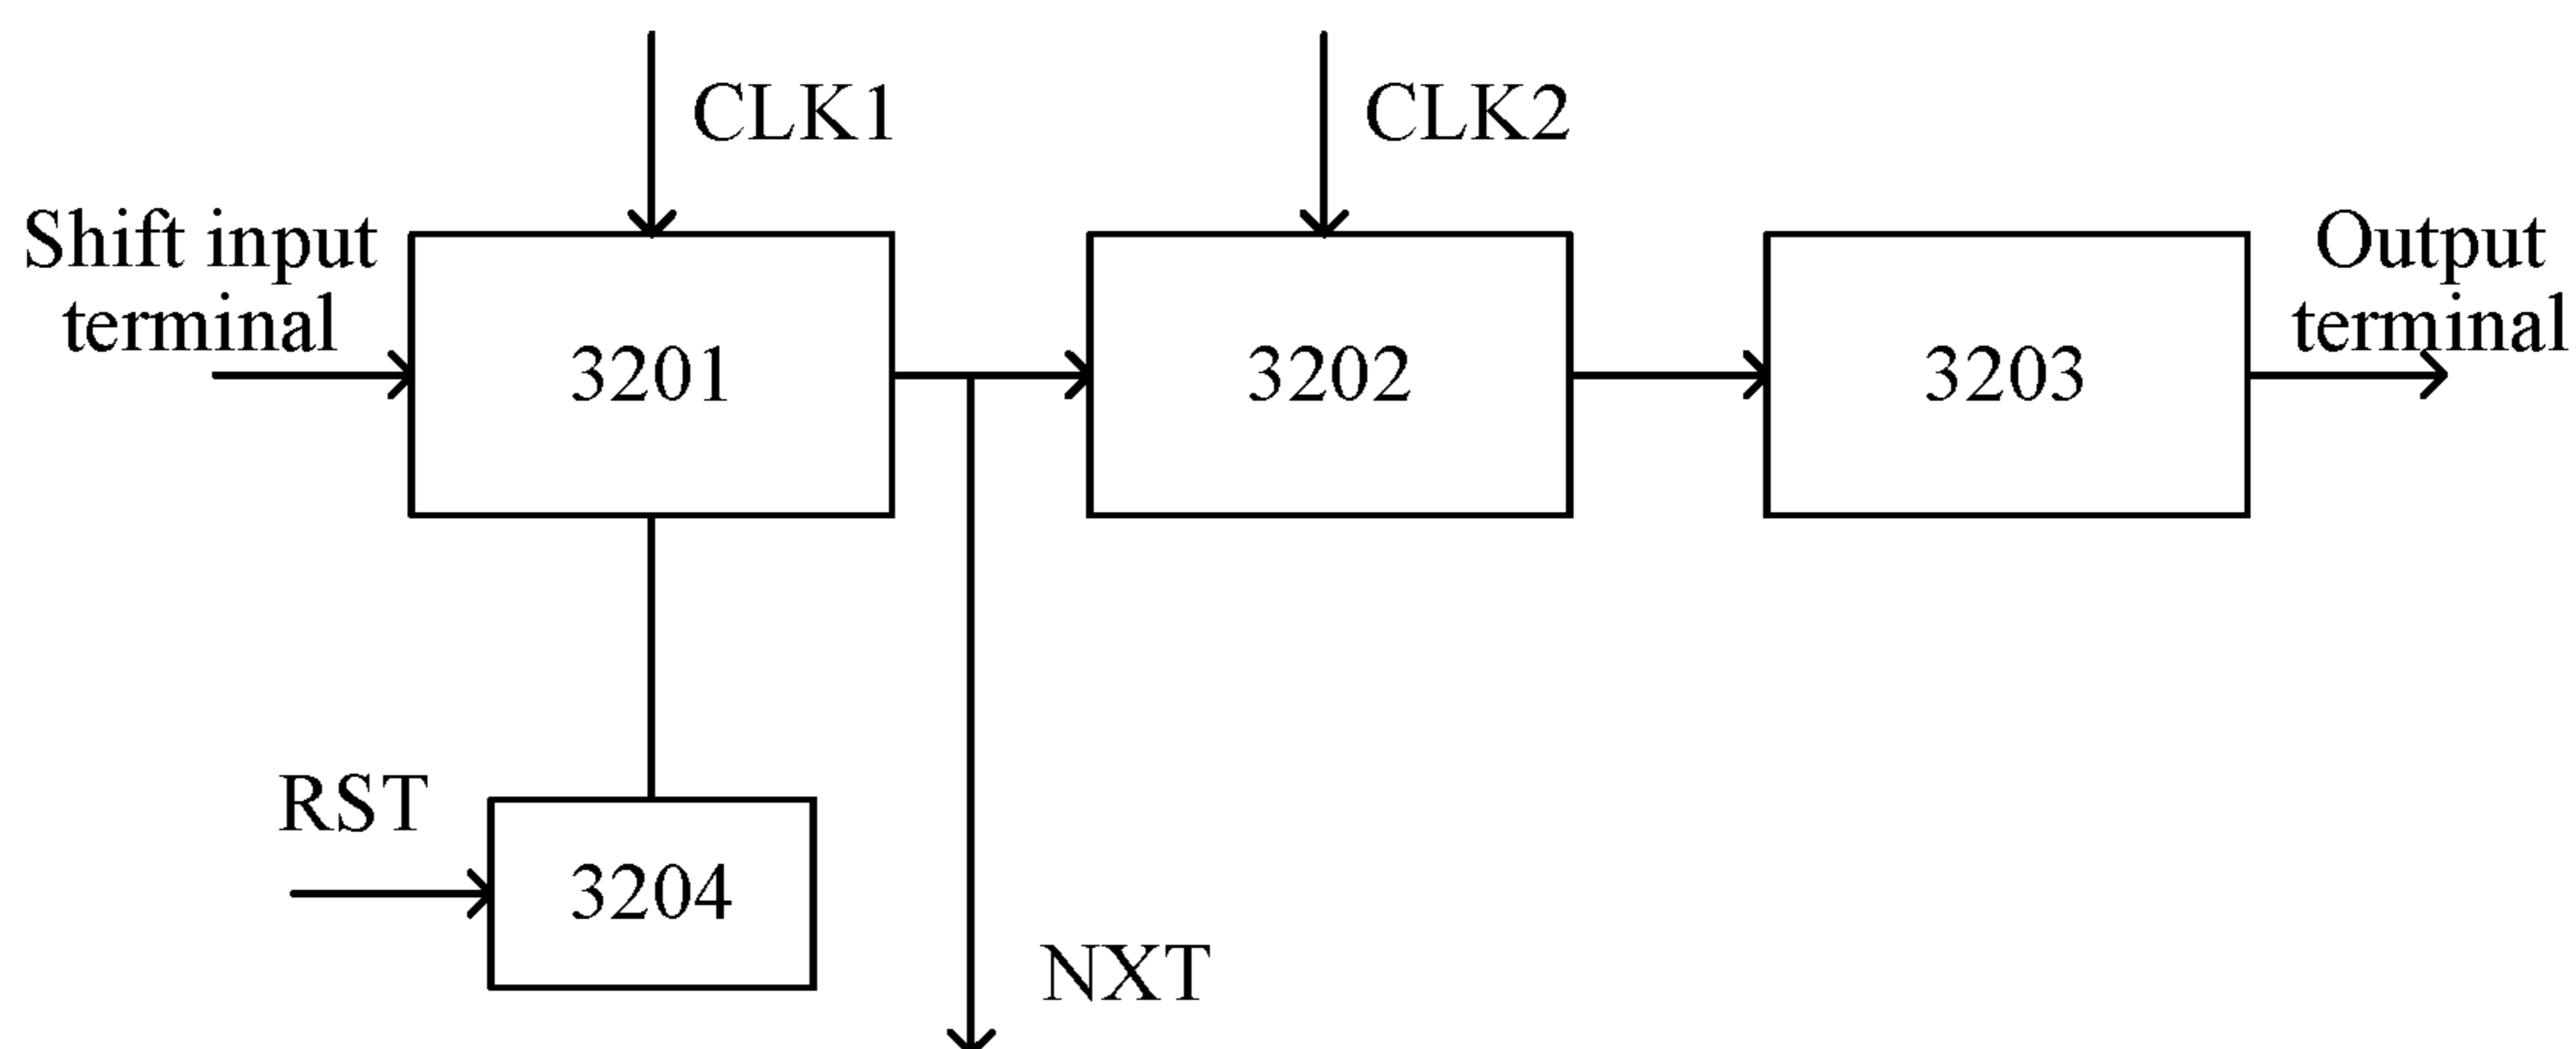 CLK1
CLK2
Shift input
terminal
3201
3202
3203
Output
terminal
RST
3204
NXT